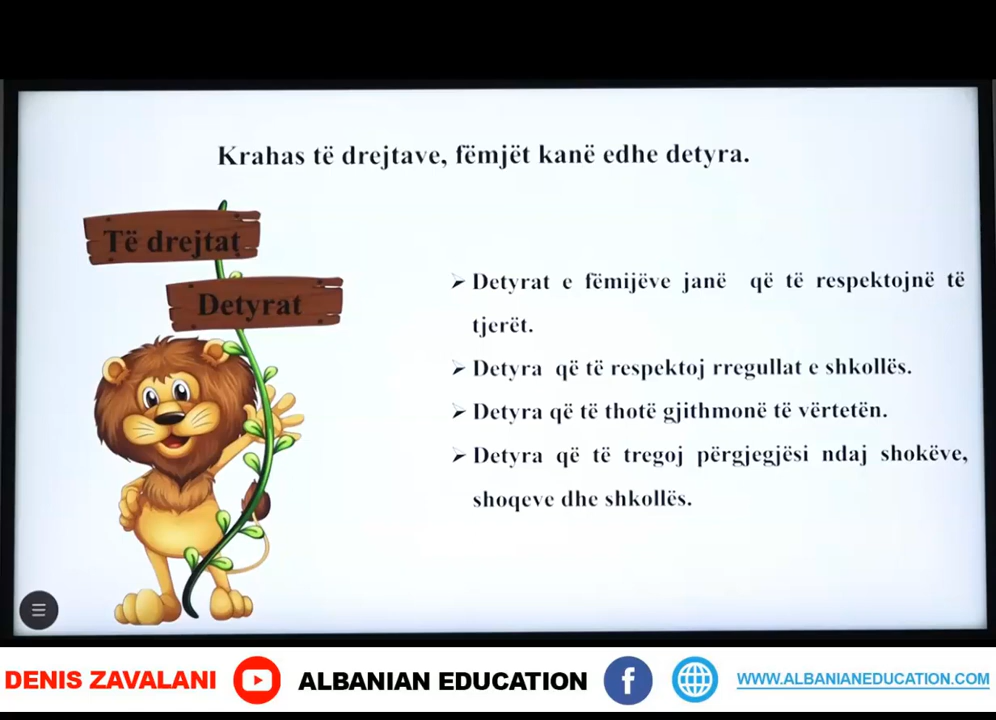 Krahas të drejtave, fëmjët kanë edhe detyra.
Të drejtat
Detyrat
➢ Detyrat e fëmijëve janë që të respektojnë të
tjerët.
➢ Detyra që të respektoj rregullat e shkollës.
➢ Detyra që të thotë gjithmonë të vërtetën.
➢ Detyra që të tregoj përgjegjësi ndaj shokëve,
shoqeve dhe shkollës.
DENIS ZAVALANI ALBANIAN EDUCATION WWW.ALBANIANEDUCATION.COM